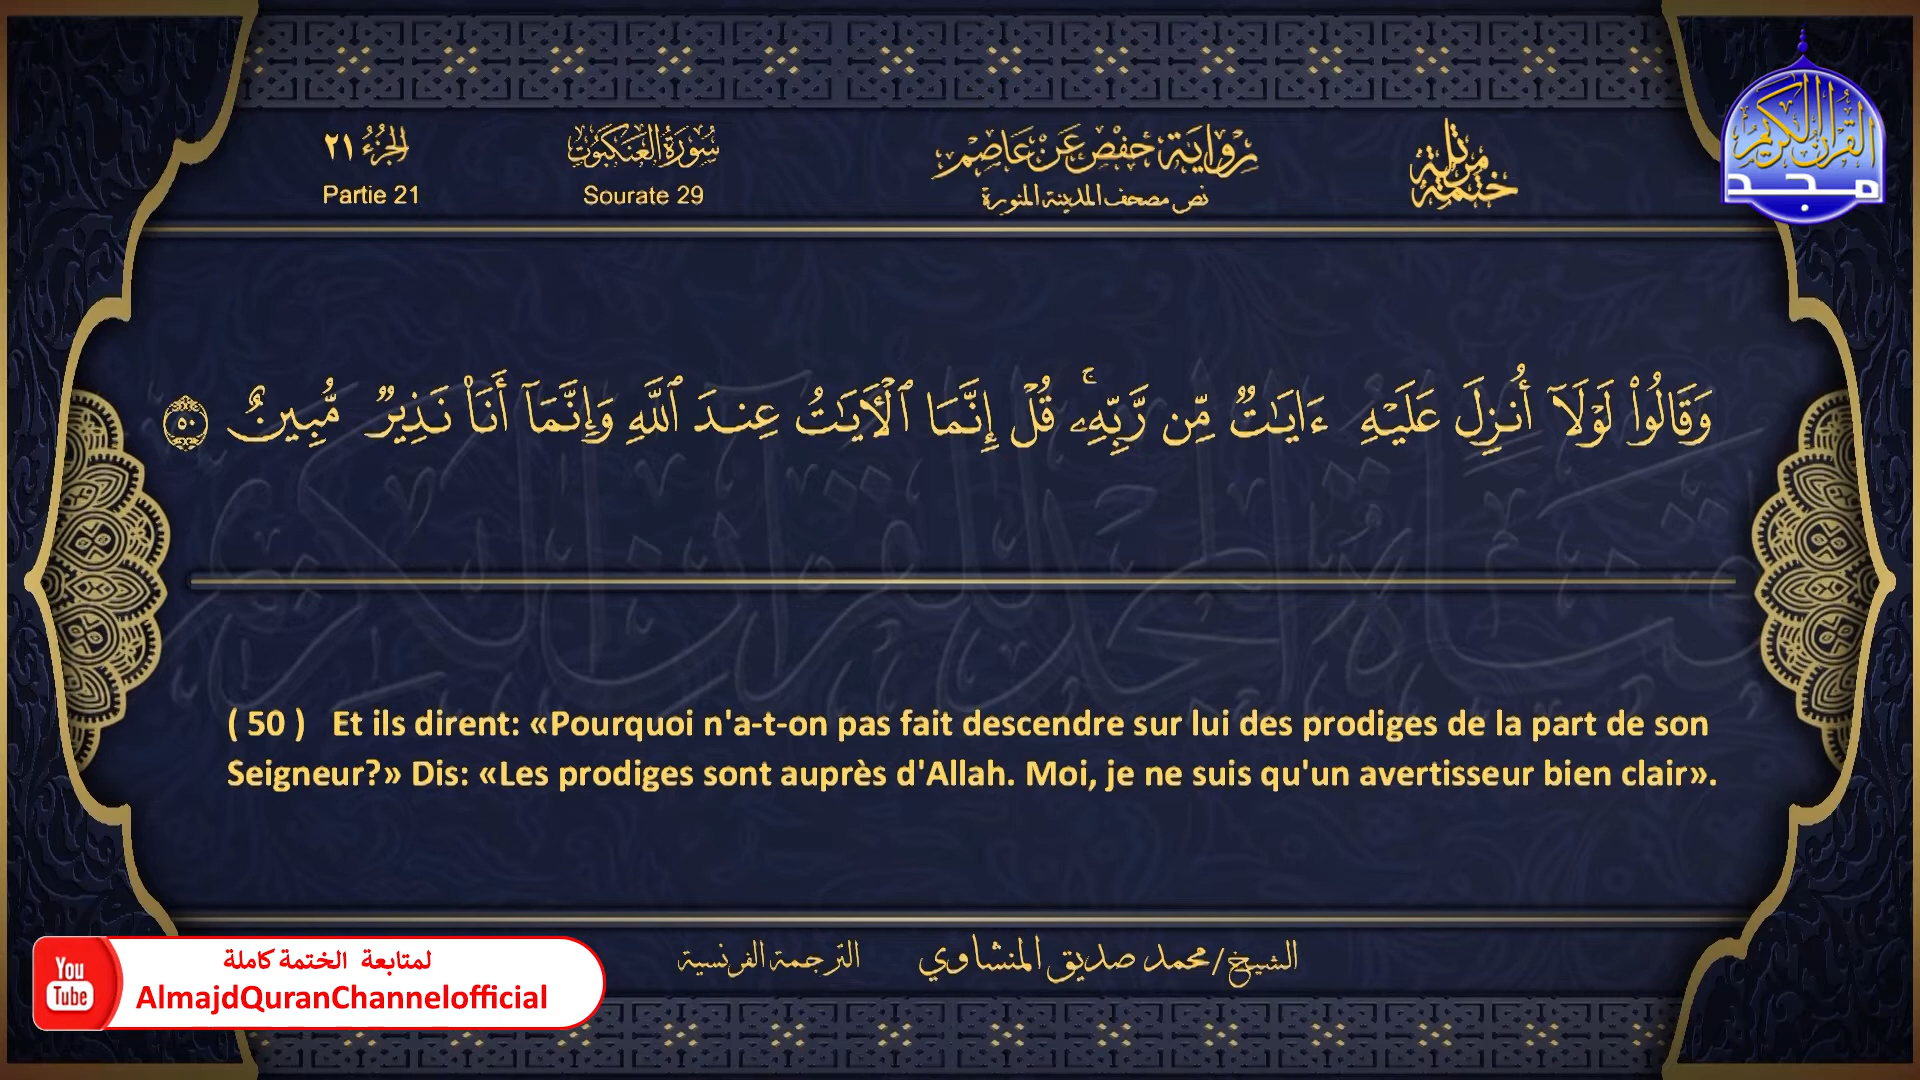 الجزء ٢١
Partie 21
سورة العنكبوت
Sourate 29
رواية حفص عن عاصم
نص مصحف المدينة المنورة
ختمة مرتلة
القرآن الكريم
مجد
وَقَالُوا۟ لَوْلَآ أُنزِلَ عَلَيْهِ ءَايَـٰتٌ مِّن رَّبِّهِۦ ۖ قُلْ إِنَّمَا ٱلْـَٔايَـٰتُ عِندَ ٱللَّهِ وَإِنَّمَآ أَنَا۠ نَذِيرٌ مُّبِينٌ ٥٠
( 50 ) Et ils dirent: «Pourquoi n'a-t-on pas fait descendre sur lui des prodiges de la part de son
Seigneur?» Dis: «Les prodiges sont auprès d'Allah. Moi, je ne suis qu'un avertisseur bien clair».
الشيخ/محمد صديق المنشاوي
الترجمة الفرنسية
You
Tube
لمتابعة الختمة كاملة
AlmajdQuranChannelofficial